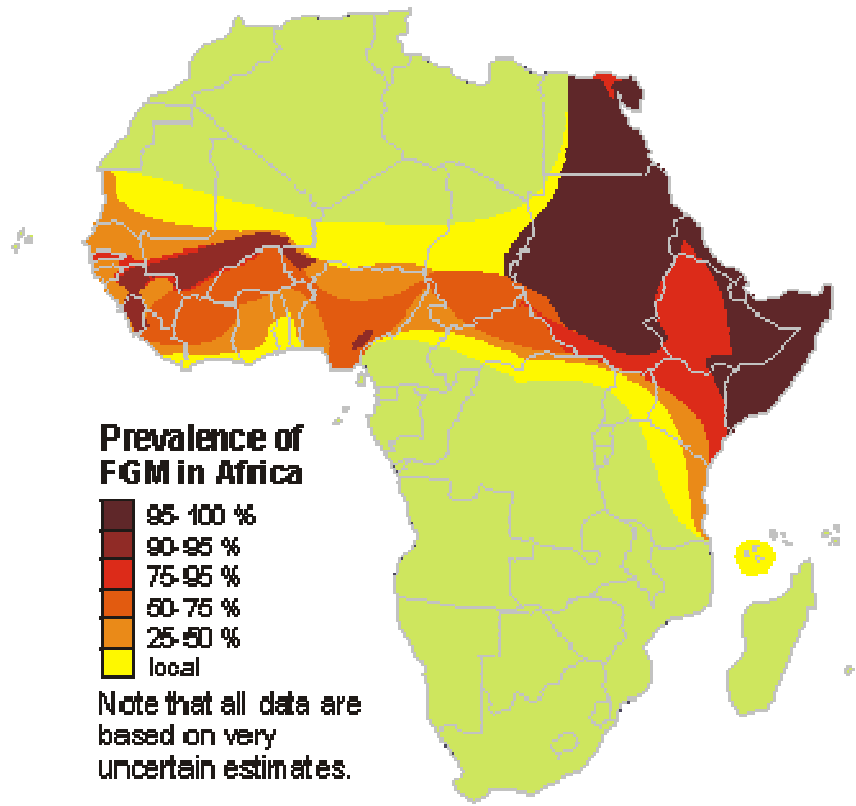 Prevalence of
FGM in Africa
95-100 %
90-95 %
75-95 %
50-75 %
25-50 %
local
Note that all data are
based on very
uncertain estimates.